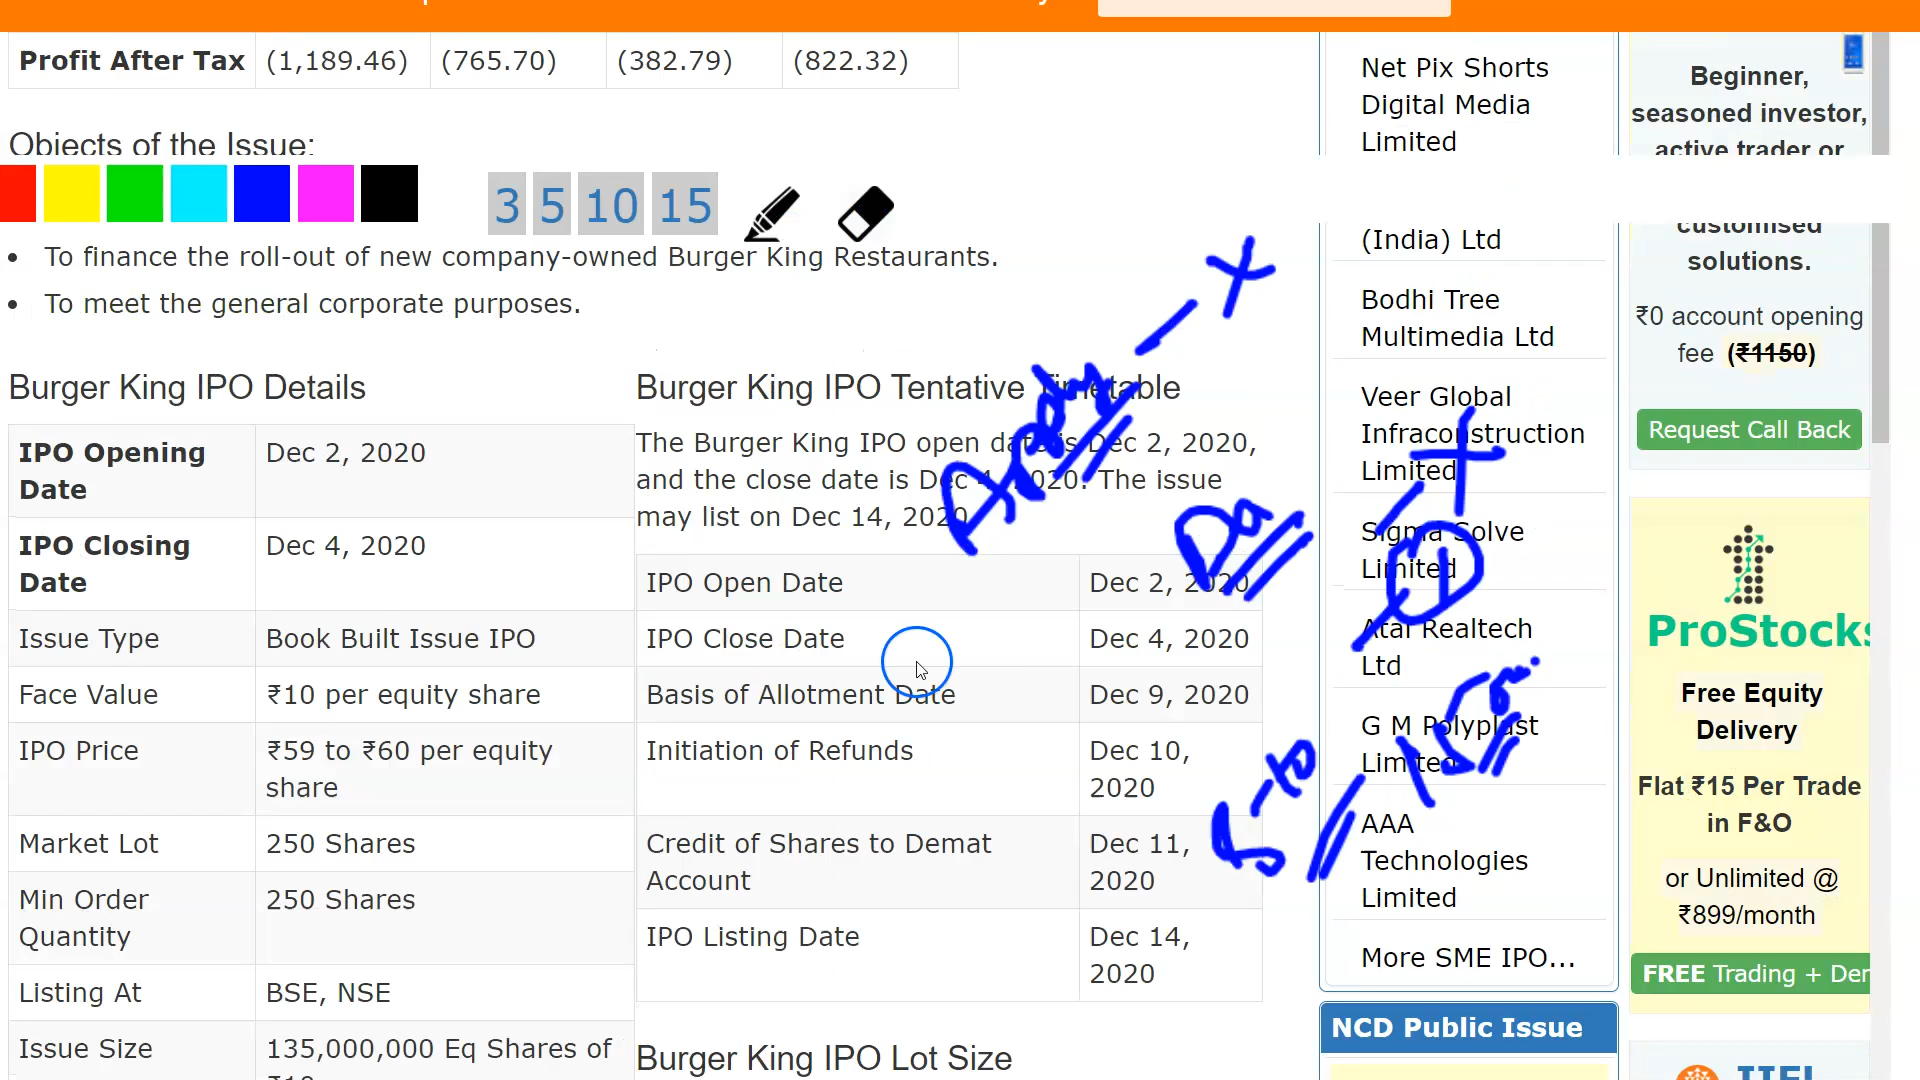 Profit After Tax (1,189.46) (765.70) (382.79) (822.32)
Objects of the Issue:
3 5 10 15
• To finance the roll-out of new company-owned Burger King Restaurants.
• To meet the general corporate purposes.
Burger King IPO Details
IPO Opening Date Dec 2, 2020
IPO Closing Date Dec 4, 2020
Issue Type Book Built Issue IPO
Face Value ₹10 per equity share
IPO Price ₹59 to ₹60 per equity share
Market Lot 250 Shares
Min Order Quantity 250 Shares
Listing At BSE, NSE
Issue Size 135,000,000 Eq Shares of
Burger King IPO Tentative Timetable
The Burger King IPO open date is Dec 2, 2020,
and the close date is Dec 4, 2020. The issue
may list on Dec 14, 2020
IPO Open Date Dec 2, 2020
IPO Close Date Dec 4, 2020
Basis of Allotment Date Dec 9, 2020
Initiation of Refunds Dec 10, 2020
Credit of Shares to Demat Account Dec 11, 2020
IPO Listing Date Dec 14, 2020
Burger King IPO Lot Size
Net Pix Shorts
Digital Media
Limited
(India) Ltd
Bodhi Tree
Multimedia Ltd
Veer Global
Infraconstruction
Limited
Sigma Solve
Limited
Atal Realtech
Ltd
G M Polyplast
Limited
AAA
Technologies
Limited
More SME IPO...
NCD Public Issue
Beginner,
seasoned investor,
active trader or
customised
solutions.
₹0 account opening
fee (₹1150)
Request Call Back
ProStocks
Free Equity
Delivery
Flat ₹15 Per Trade
in F&O
or Unlimited @
₹899/month
FREE Trading + Dem
IIFL